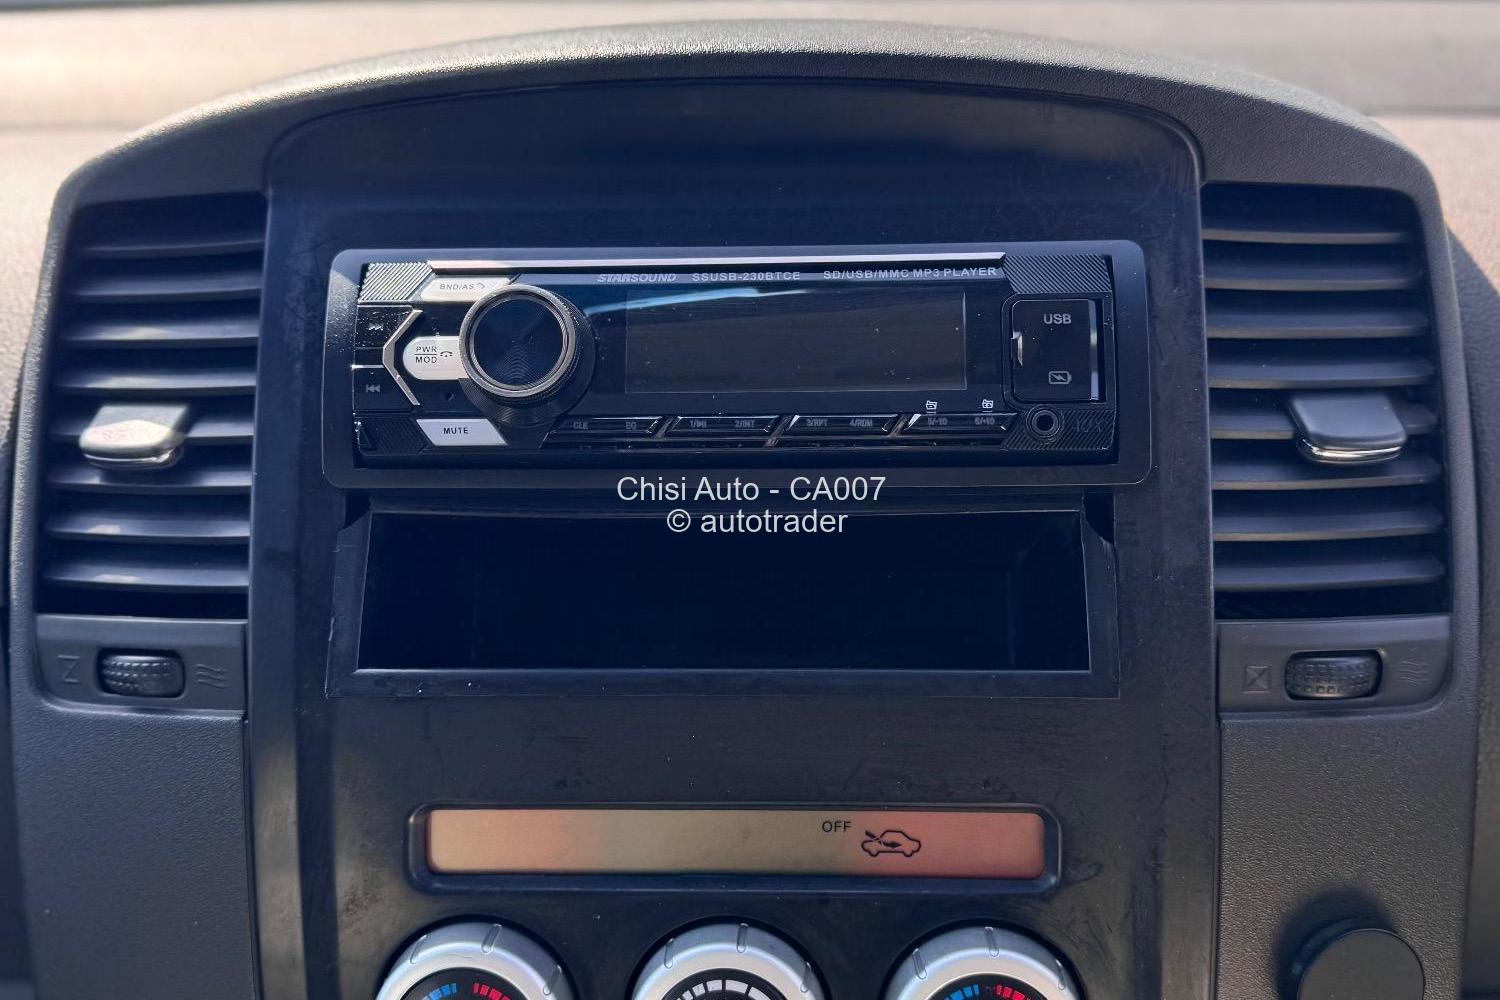 STARSOUND SSUSB-230BTCE SD/USB/MMC MP3 PLAYER
BND/AS
USB
PWR
MOD
MUTE
CLK EQ 1/M 2/INT 3/RPT 4/RDM 5/-10 6/+10
AUX
Chisi Auto - CA007
© autotrader
OFF